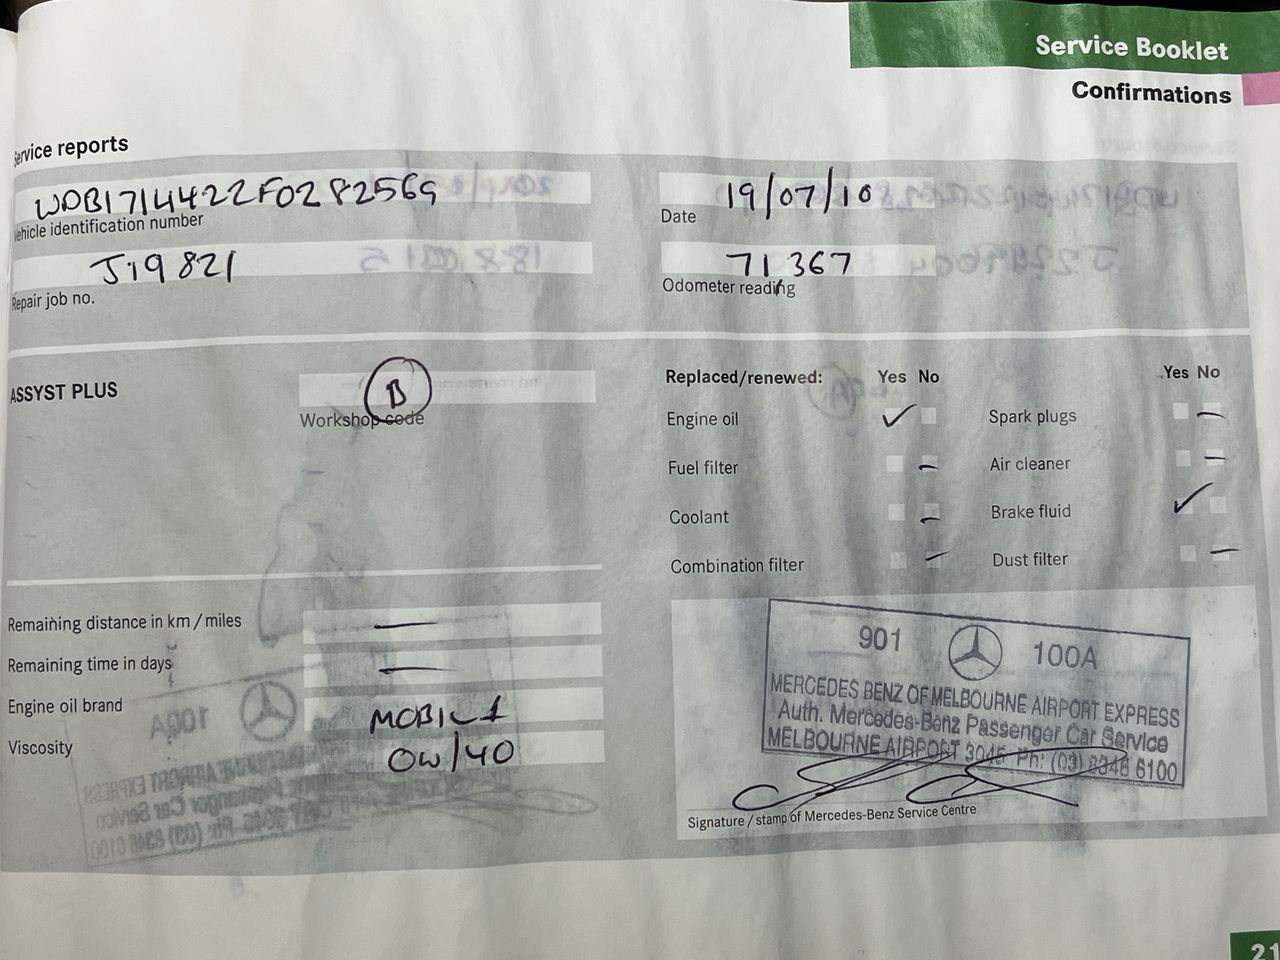 Service Booklet
Confirmations
Service reports
WDB1714422F028256G
Vehicle identification number
19/07/10
Date
J19821
Repair job no.
71 367
Odometer reading
ASSYST PLUS
B
Workshop code
Replaced/renewed: Yes No Yes No
Engine oil ✓ Spark plugs —
Fuel filter — Air cleaner —
Coolant — Brake fluid ✓
Combination filter — Dust filter —
Remaining distance in km / miles —
Remaining time in days —
Engine oil brand MOBIL 1
Viscosity 0W/40
901 100A
MERCEDES BENZ OF MELBOURNE AIRPORT EXPRESS
Auth. Mercedes-Benz Passenger Car Service
MELBOURNE AIRPORT 3045 Ph: (03) 8346 6100
Signature / stamp of Mercedes-Benz Service Centre
21